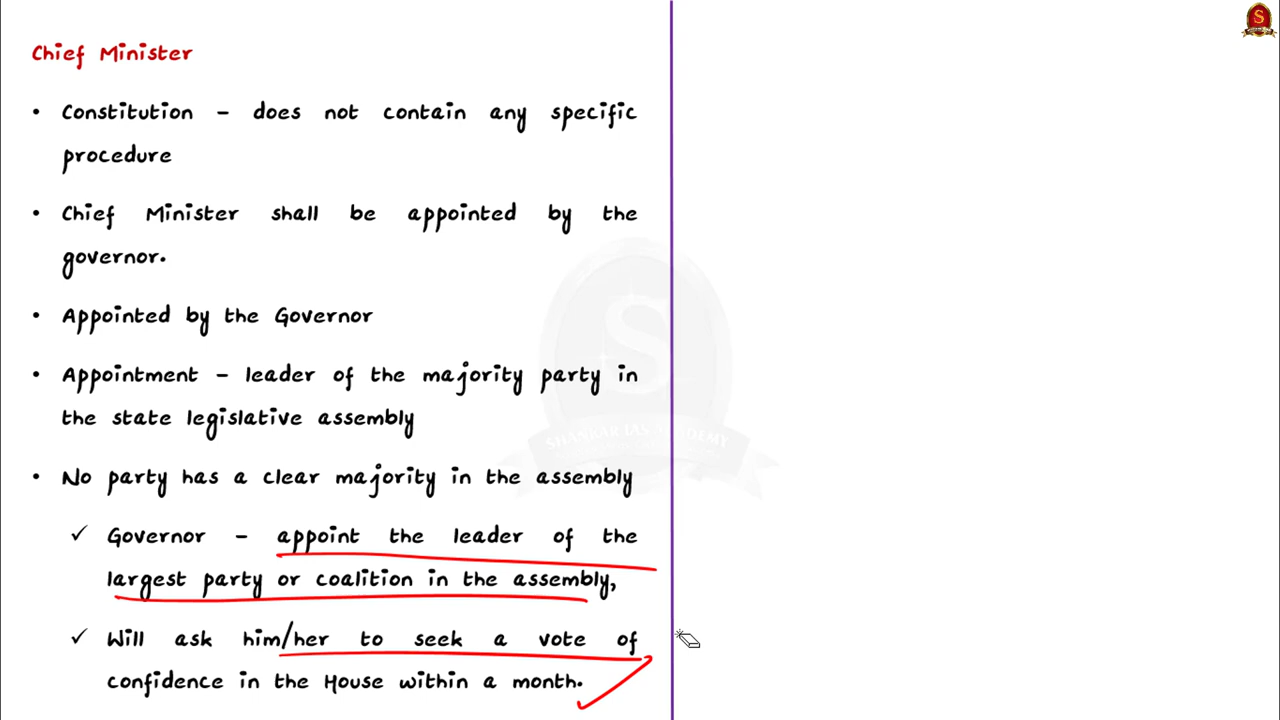 Chief Minister
• Constitution – does not contain any specific
procedure
• Chief Minister shall be appointed by the
governor.
• Appointed by the Governor
• Appointment – leader of the majority party in
the state legislative assembly
• No party has a clear majority in the assembly
✓ Governor – appoint the leader of the
largest party or coalition in the assembly,
✓ Will ask him/her to seek a vote of
confidence in the House within a month.
S
SHANKAR IAS ACADEMY
S